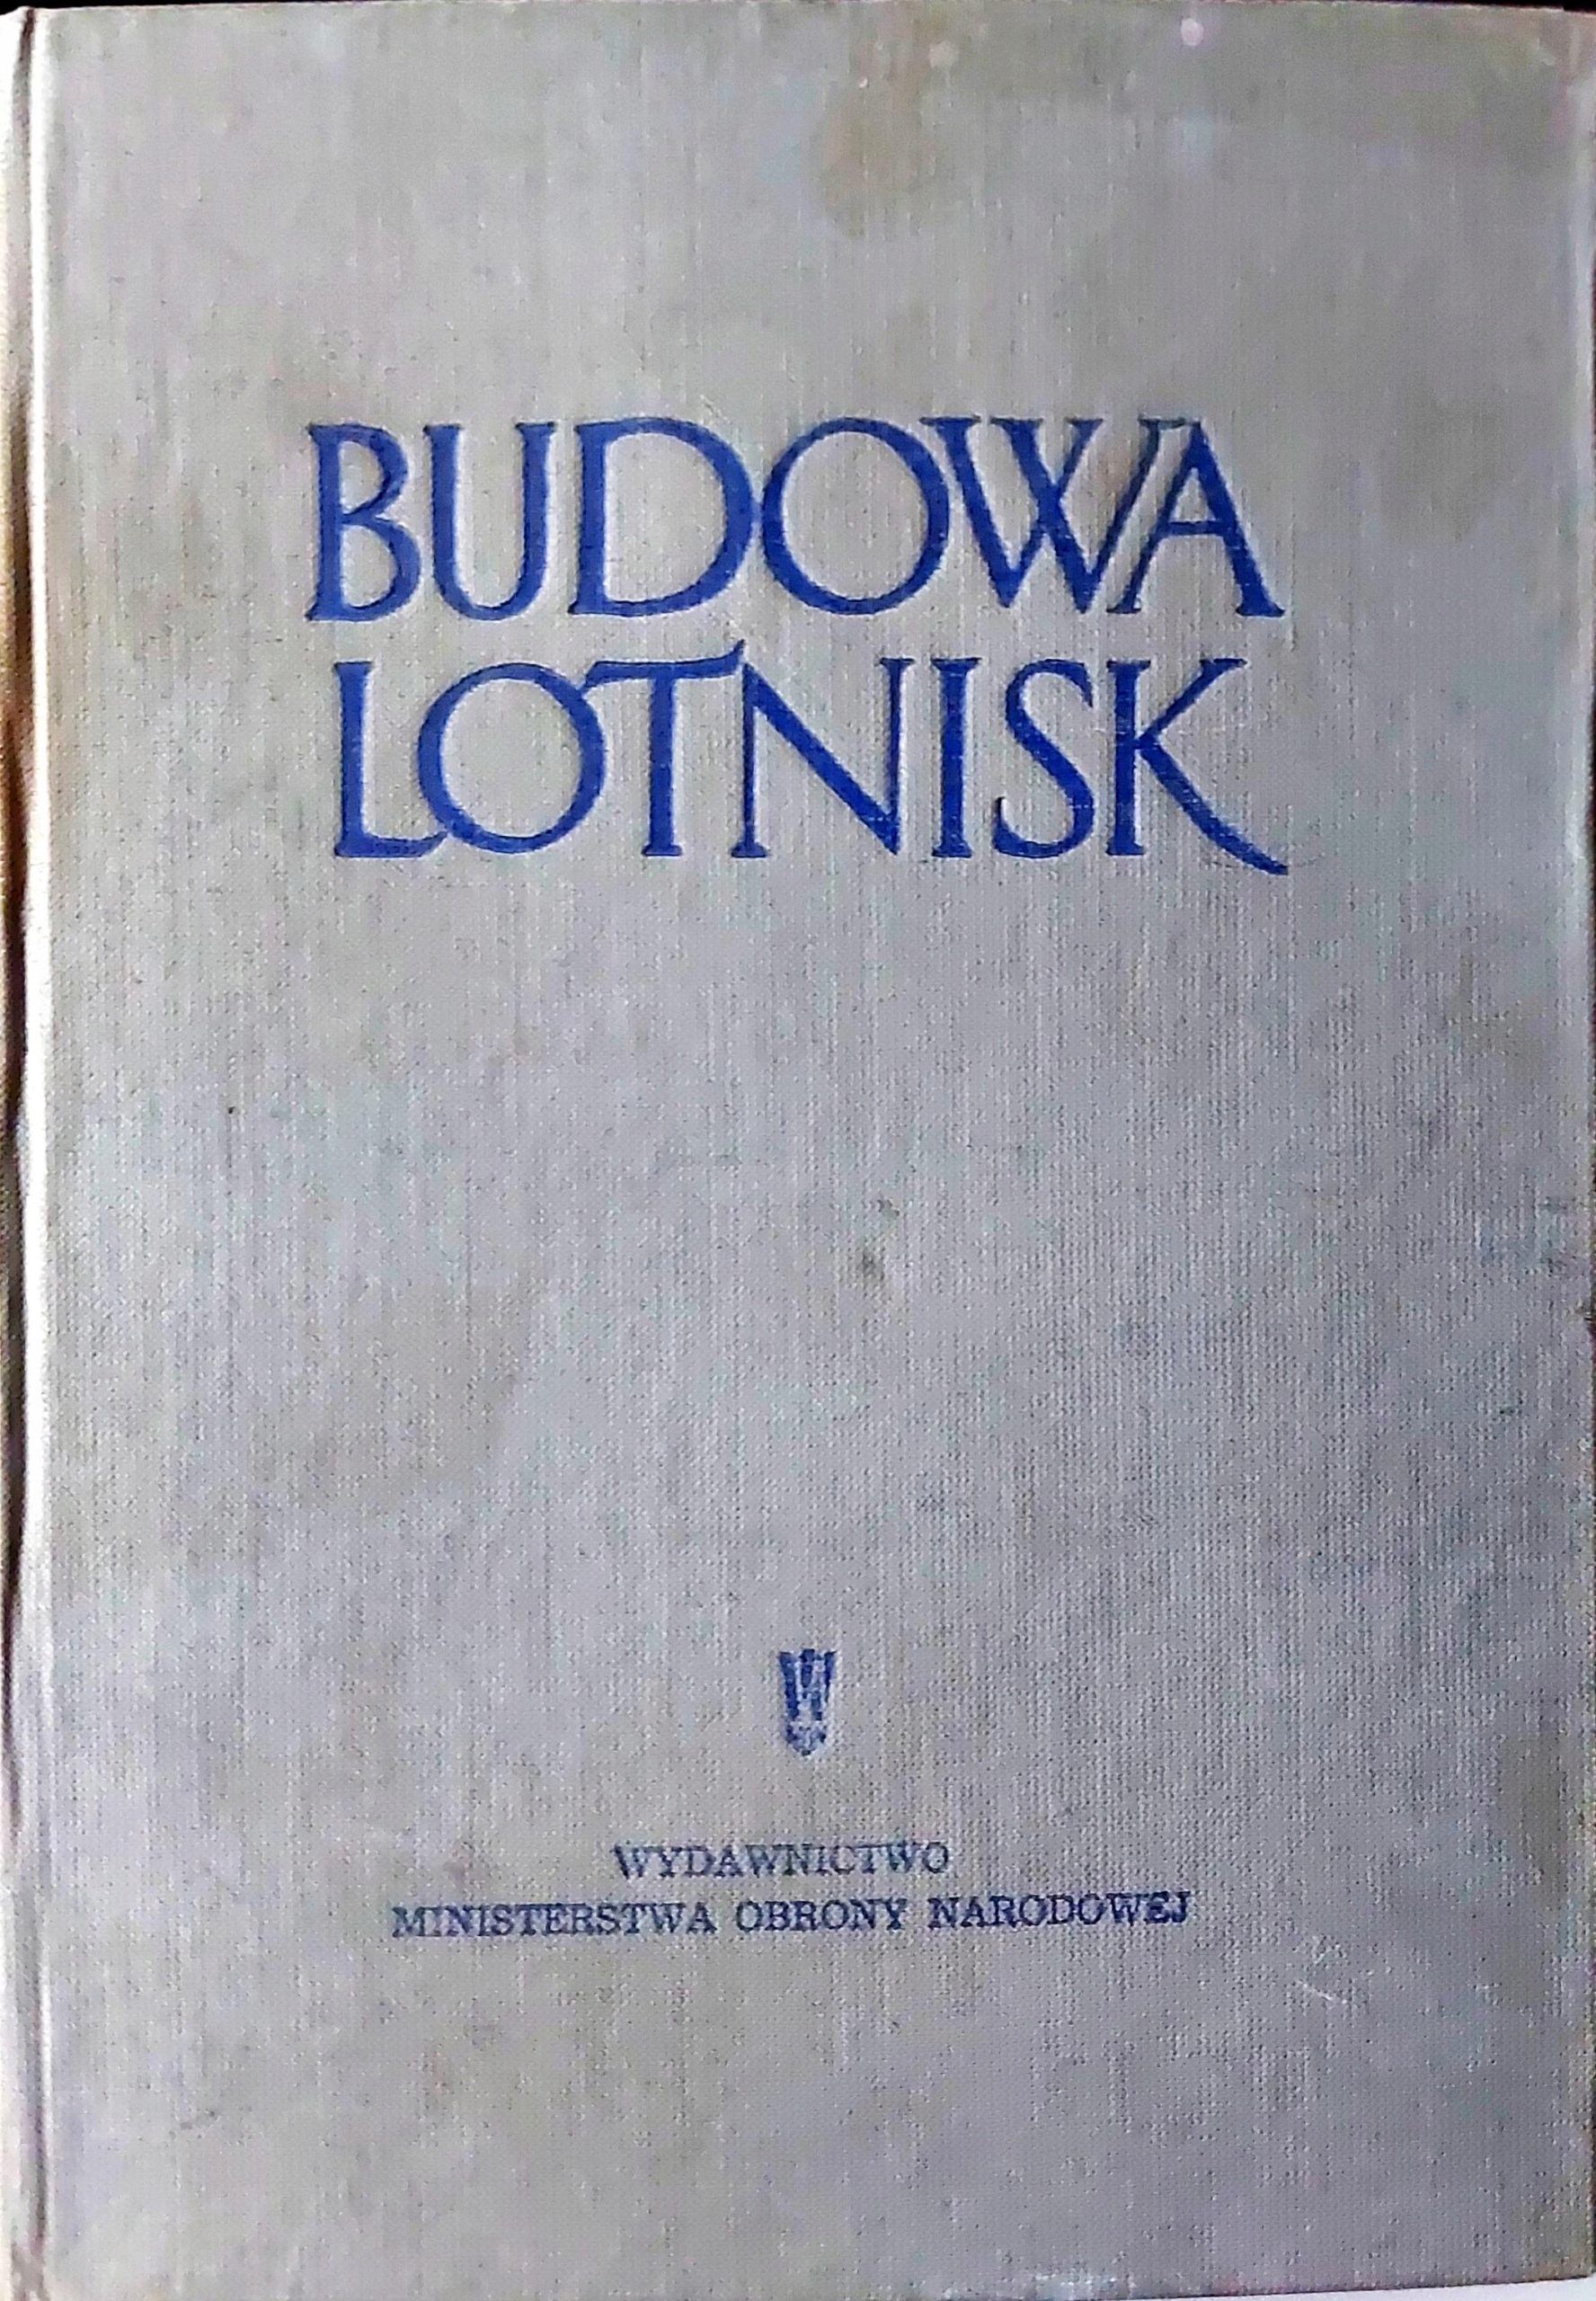 BUDOWA
LOTNISK
WYDAWNICTWO
MINISTERSTWA OBRONY NARODOWEJ